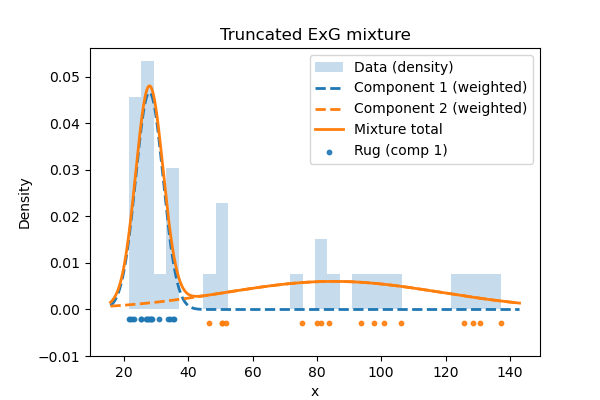 Truncated ExG mixture
Data (density)
Component 1 (weighted)
Component 2 (weighted)
Mixture total
Rug (comp 1)
Density
0.05
0.04
0.03
0.02
0.01
0.00
−0.01
20 40 60 80 100 120 140
x